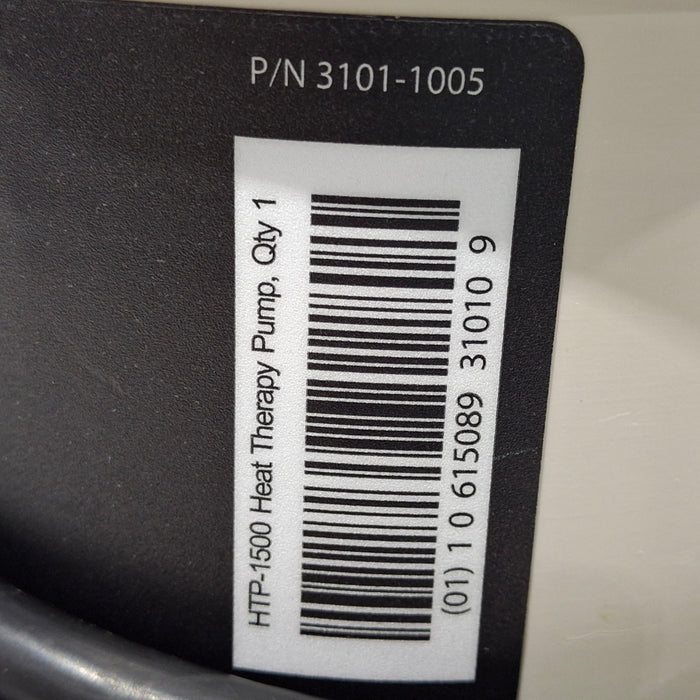 P/N 3101-1005
HTP-1500 Heat Therapy Pump, Qty 1
(01) 1 0 615089 31010 9